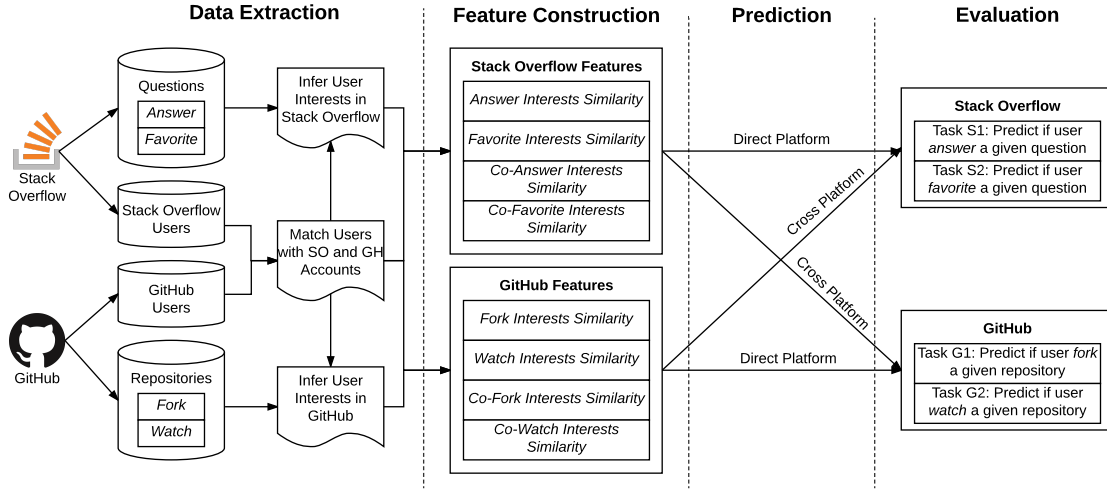 Data Extraction
Feature Construction
Prediction
Evaluation
Stack
Overflow
GitHub
Questions
Answer
Favorite
Stack Overflow
Users
GitHub
Users
Repositories
Fork
Watch
Infer User
Interests in
Stack Overflow
Match Users
with SO and GH
Accounts
Infer User
Interests in
GitHub
Stack Overflow Features
Answer Interests Similarity
Favorite Interests Similarity
Co-Answer Interests
Similarity
Co-Favorite Interests
Similarity
GitHub Features
Fork Interests Similarity
Watch Interests Similarity
Co-Fork Interests Similarity
Co-Watch Interests
Similarity
Direct Platform
Cross Platform
Cross Platform
Direct Platform
Stack Overflow
Task S1: Predict if user
answer a given question
Task S2: Predict if user
favorite a given question
GitHub
Task G1: Predict if user fork
a given repository
Task G2: Predict if user
watch a given repository